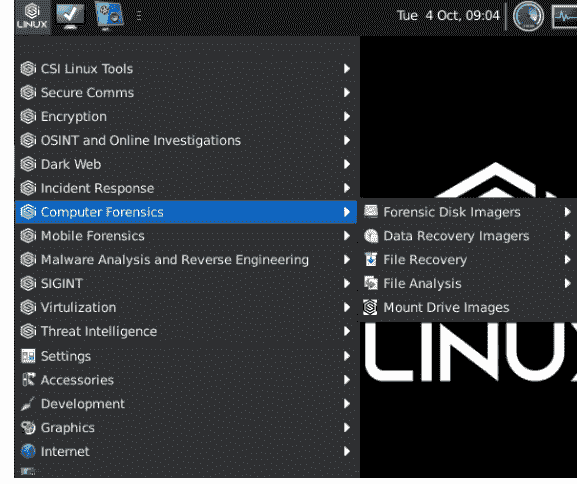 LINUX
Tue 4 Oct, 09:04
CSI Linux Tools
Secure Comms
Encryption
OSINT and Online Investigations
Dark Web
Incident Response
Computer Forensics
Mobile Forensics
Malware Analysis and Reverse Engineering
SIGINT
Virtulization
Threat Intelligence
Settings
Accessories
Development
Graphics
Internet
Forensic Disk Imagers
Data Recovery Imagers
File Recovery
File Analysis
Mount Drive Images
LINUX